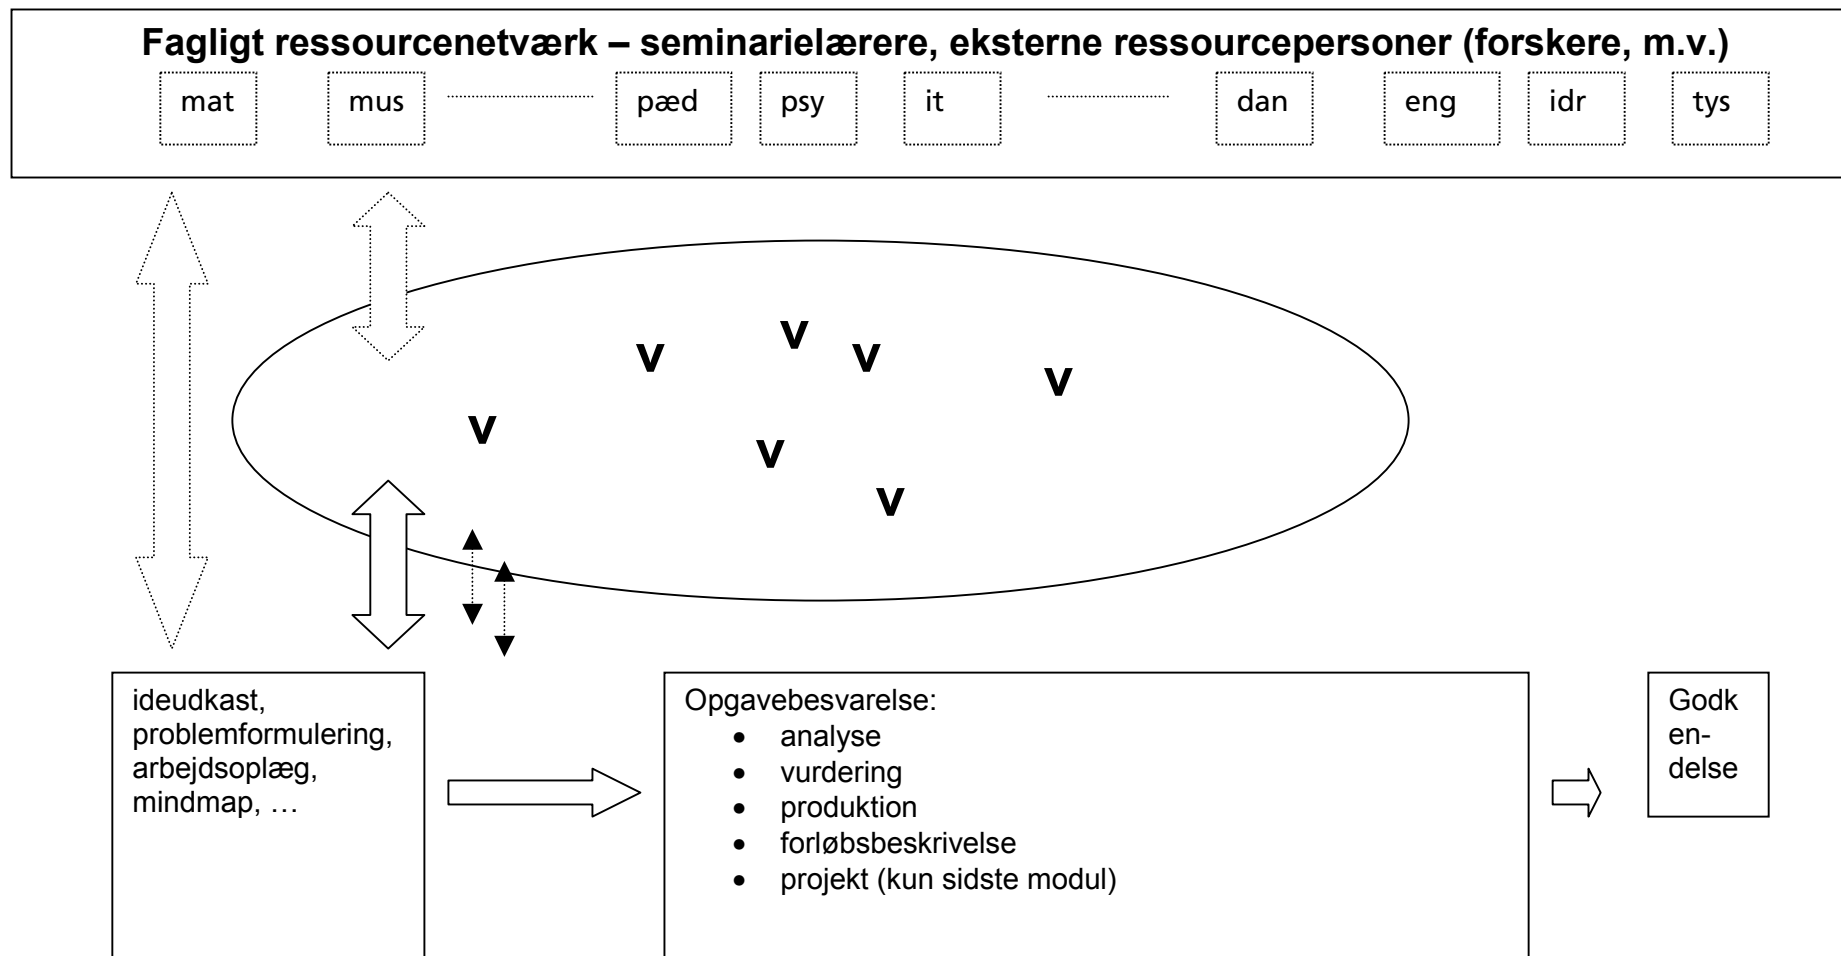 Fagligt ressourcenetværk – seminarielærere, eksterne ressourcepersoner (forskere, m.v.)
mat mus pæd psy it dan eng idr tys
v
v
v
v
v
v
v
ideudkast,
problemformulering,
arbejdsoplæg,
mindmap, …
Opgavebesvarelse:
• analyse
• vurdering
• produktion
• forløbsbeskrivelse
• projekt (kun sidste modul)
Godk
en-
delse